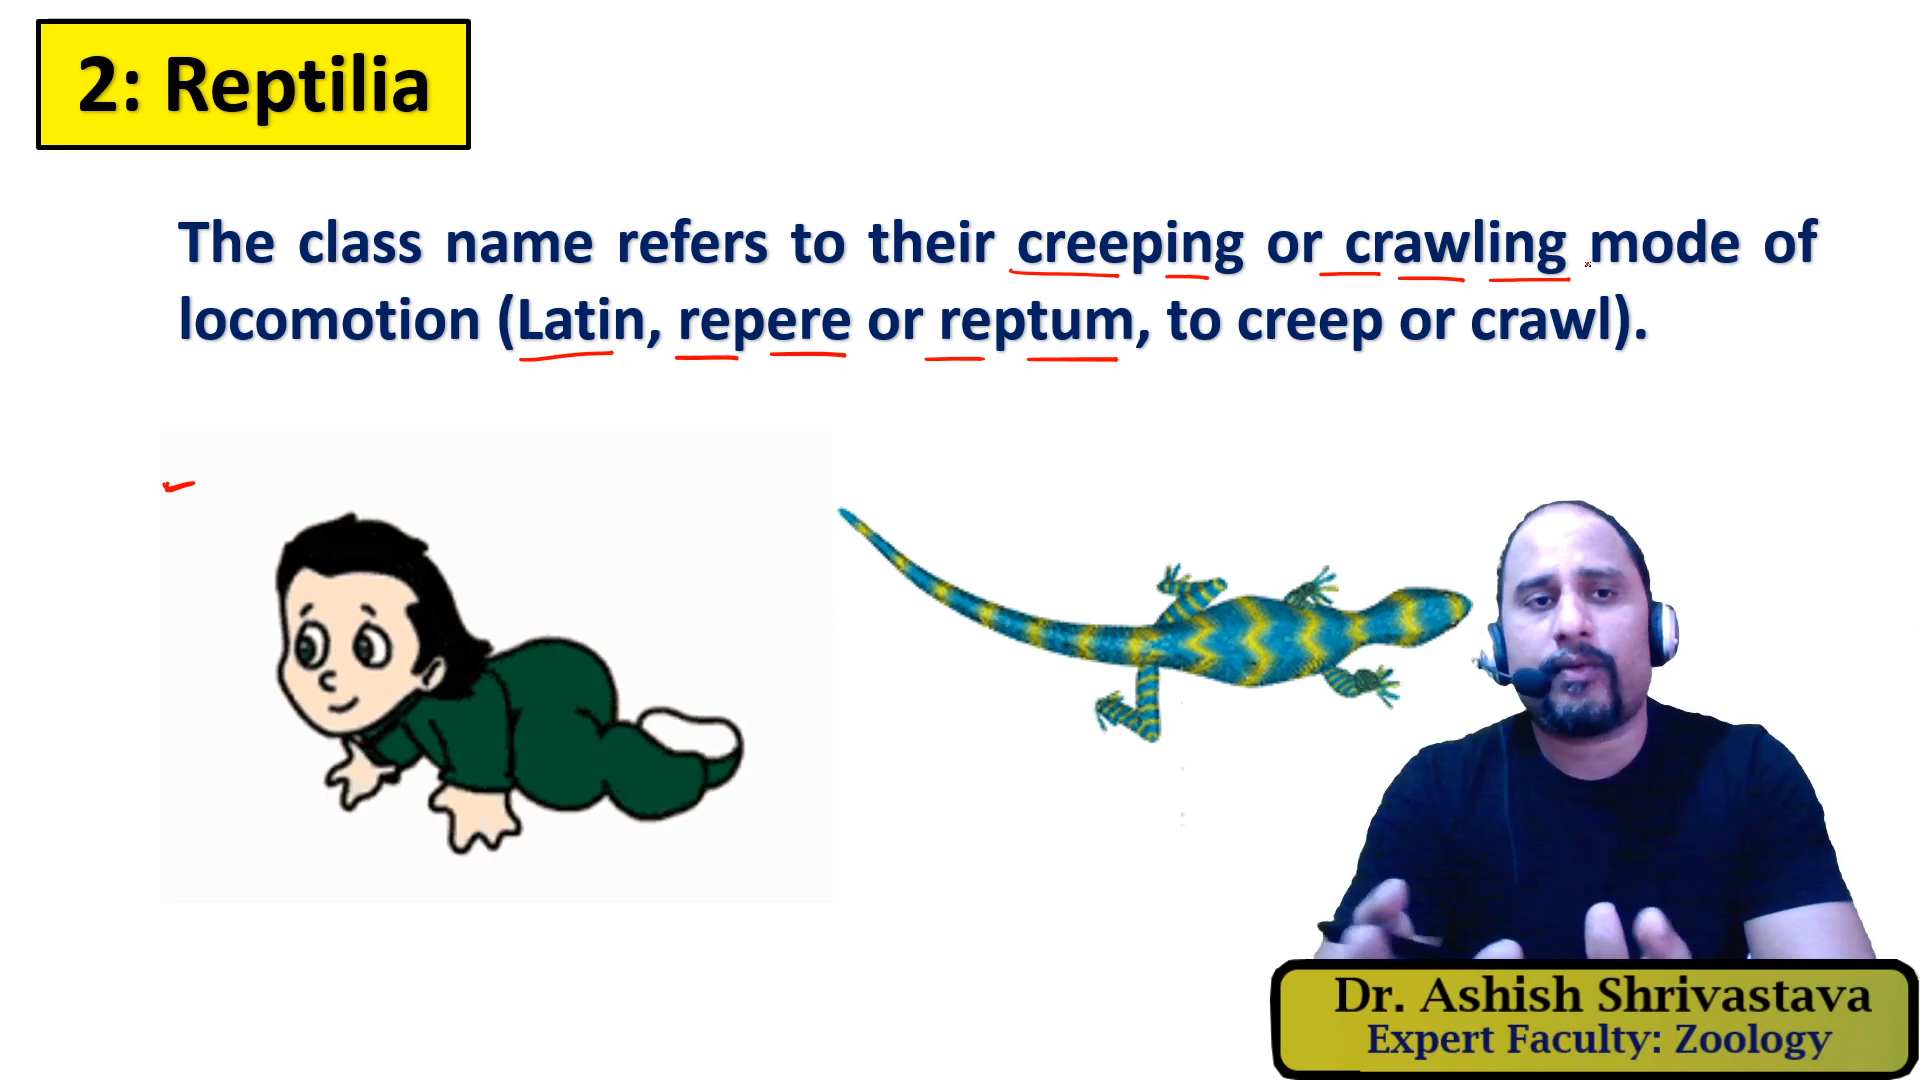 2: Reptilia
The class name refers to their creeping or crawling mode of
locomotion (Latin, repere or reptum, to creep or crawl).
Dr. Ashish Shrivastava
Expert Faculty: Zoology